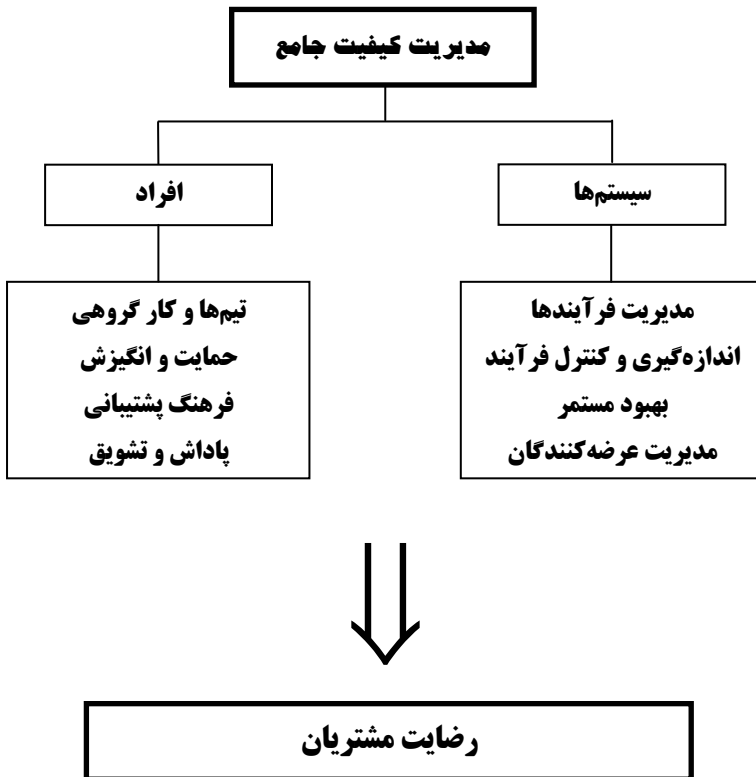 مدیریت کیفیت جامع
سیستم‌ها
افراد
مدیریت فرآیندها
اندازه‌گیری و کنترل فرآیند
بهبود مستمر
مدیریت عرضه‌کنندگان
تیم‌ها و کار گروهی
حمایت و انگیزش
فرهنگ پشتیبانی
پاداش و تشویق
رضایت مشتریان